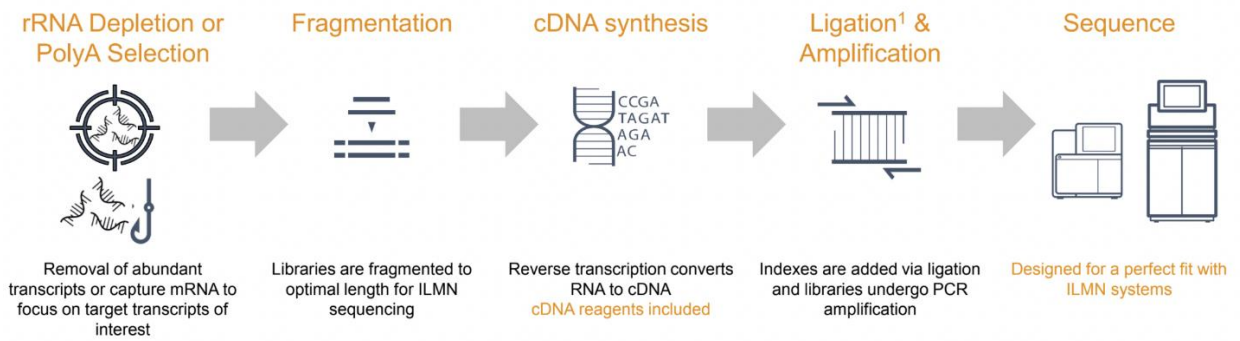 rRNA Depletion or
PolyA Selection
Fragmentation
cDNA synthesis
Ligation¹ &
Amplification
Sequence
CCGA
TAGAT
AGA
AC
Removal of abundant
transcripts or capture mRNA to
focus on target transcripts of
interest
Libraries are fragmented to
optimal length for ILMN
sequencing
Reverse transcription converts
RNA to cDNA
cDNA reagents included
Indexes are added via ligation
and libraries undergo PCR
amplification
Designed for a perfect fit with
ILMN systems